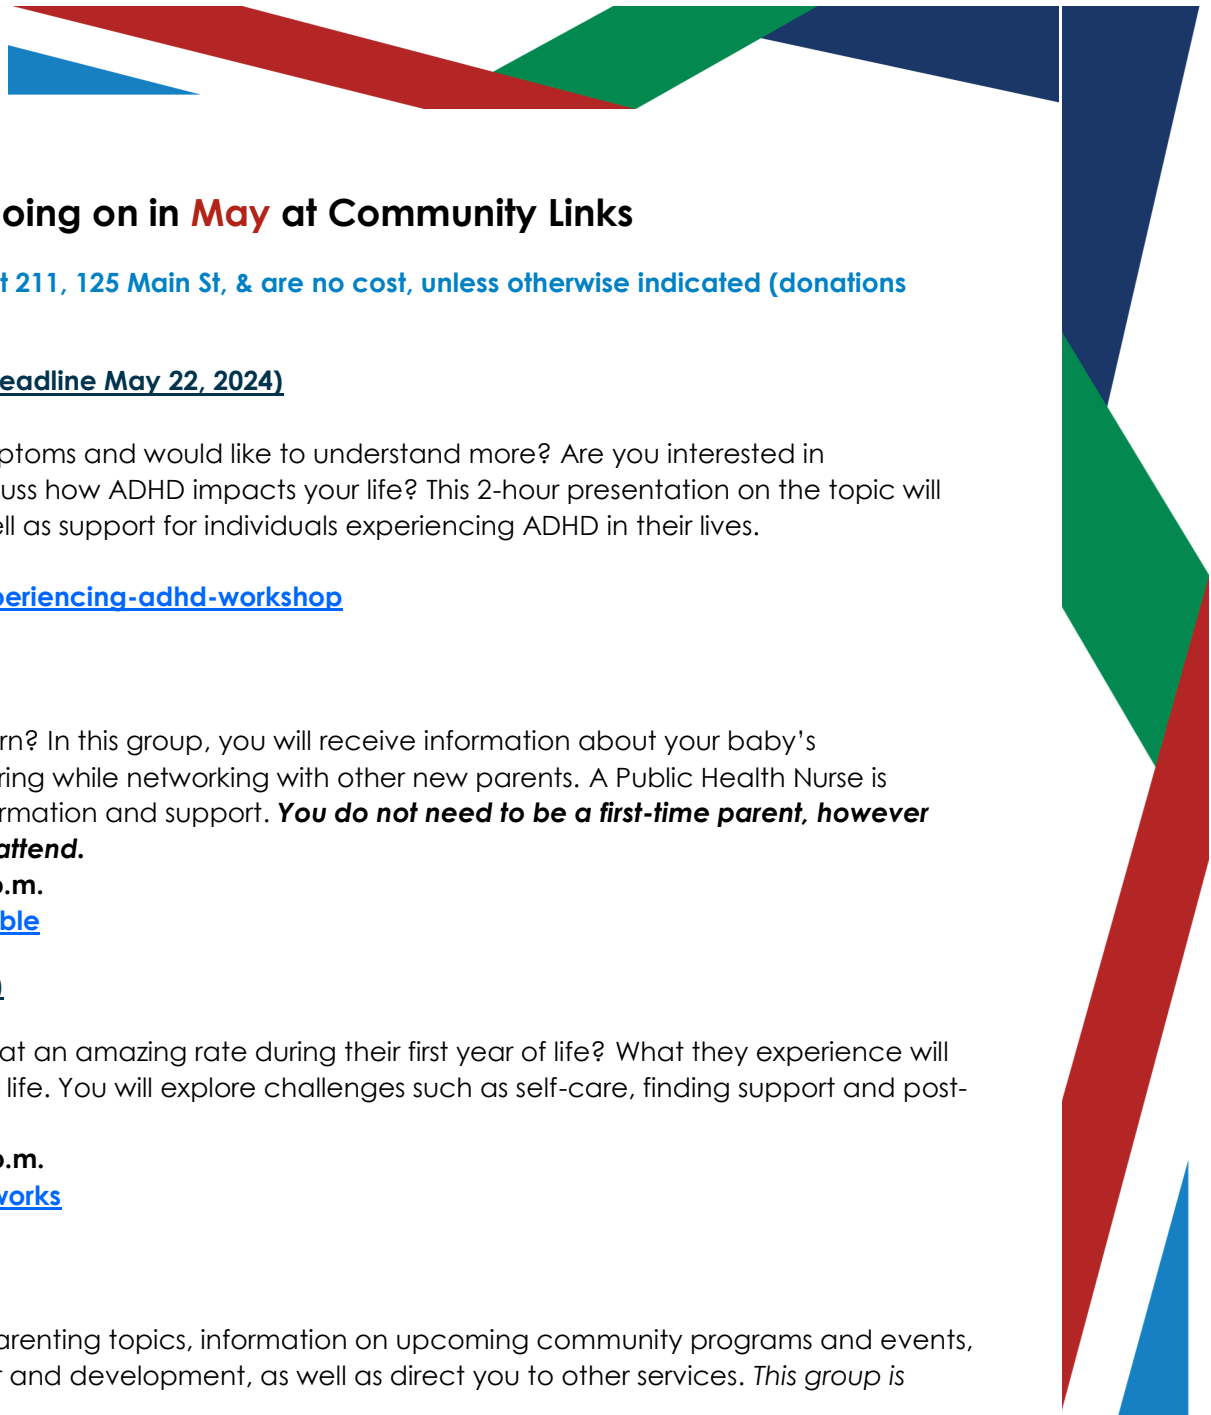 oing on in May at Community Links
t 211, 125 Main St, & are no cost, unless otherwise indicated (donations
eadline May 22, 2024)
ptoms and would like to understand more? Are you interested in
uss how ADHD impacts your life? This 2-hour presentation on the topic will
ell as support for individuals experiencing ADHD in their lives.
periencing-adhd-workshop
rn? In this group, you will receive information about your baby’s
ring while networking with other new parents. A Public Health Nurse is
rmation and support. You do not need to be a first-time parent, however
attend.
p.m.
ble
)
at an amazing rate during their first year of life? What they experience will
life. You will explore challenges such as self-care, finding support and post-
p.m.
works
arenting topics, information on upcoming community programs and events,
t and development, as well as direct you to other services. This group is